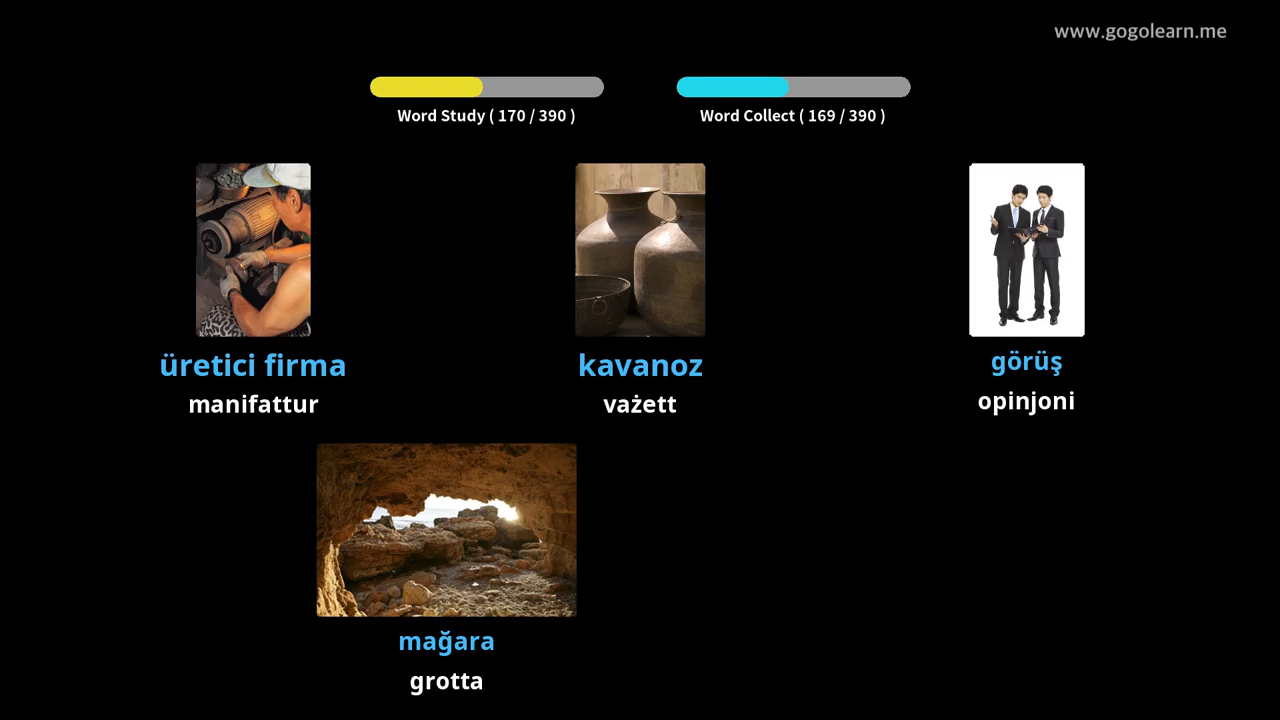 www.gogolearn.me
Word Study ( 170 / 390 )
Word Collect ( 169 / 390 )
üretici firma
manifattur
kavanoz
vażett
görüş
opinjoni
mağara
grotta